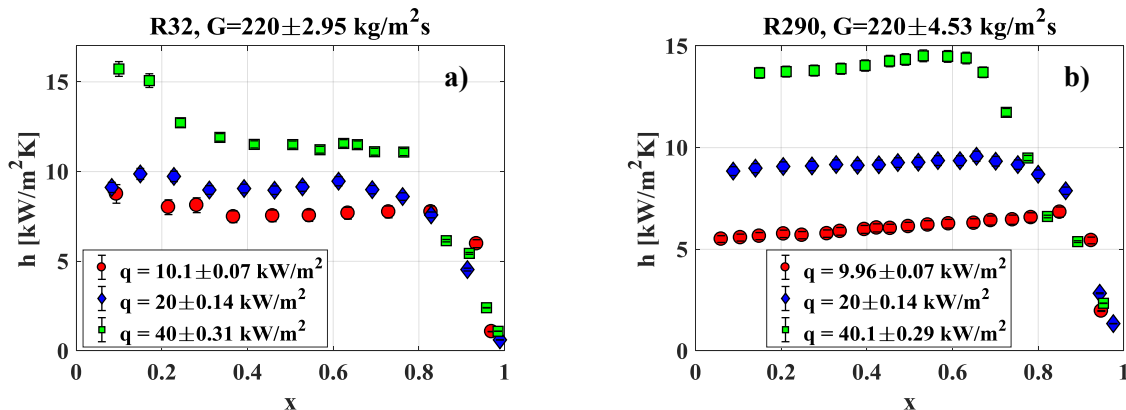 R32, G=220±2.95 kg/m²s
a)
15
10
5
0
h [kW/m²K]
q = 10.1±0.07 kW/m²
q = 20±0.14 kW/m²
q = 40±0.31 kW/m²
0 0.2 0.4 0.6 0.8 1
x
R290, G=220±4.53 kg/m²s
b)
15
10
5
0
h [kW/m²K]
q = 9.96±0.07 kW/m²
q = 20±0.14 kW/m²
q = 40.1±0.29 kW/m²
0 0.2 0.4 0.6 0.8 1
x